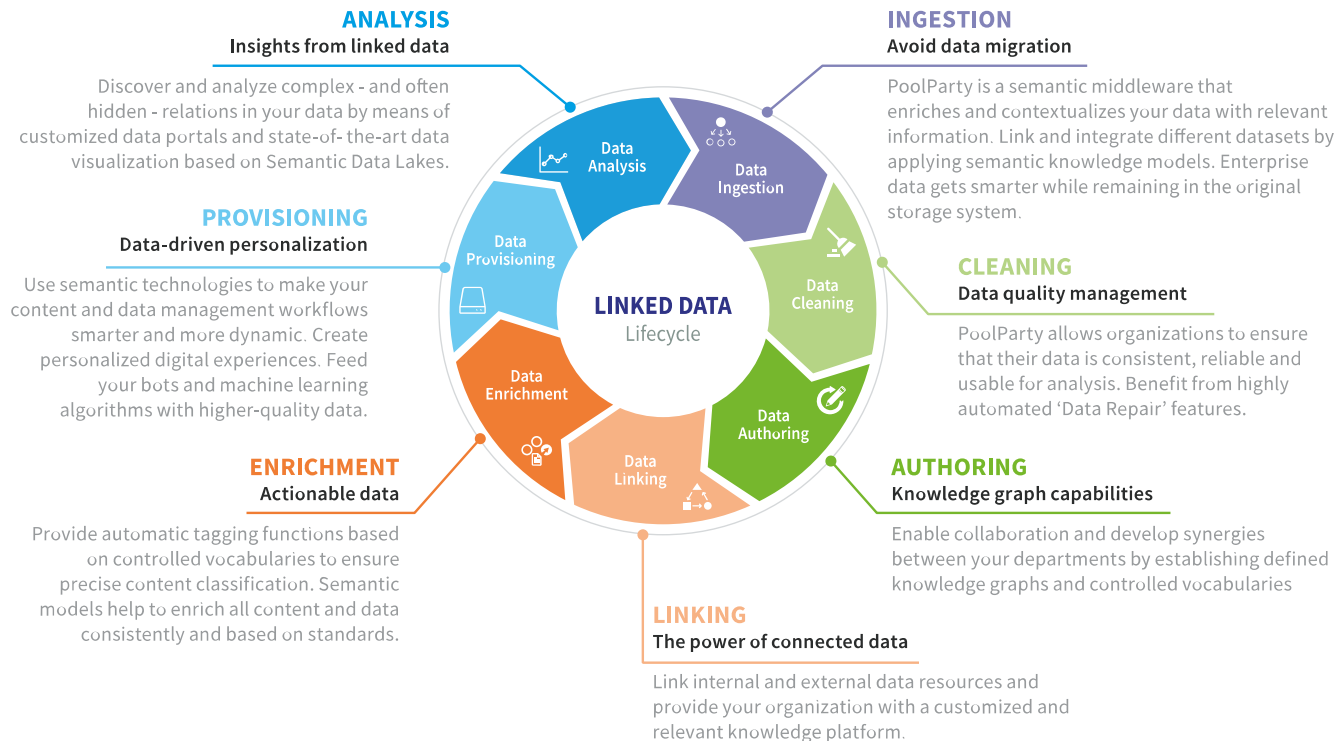 ANALYSIS
Insights from linked data
Discover and analyze complex - and often
hidden - relations in your data by means of
customized data portals and state-of- the-art data
visualization based on Semantic Data Lakes.
INGESTION
Avoid data migration
PoolParty is a semantic middleware that
enriches and contextualizes your data with relevant
information. Link and integrate different datasets by
applying semantic knowledge models. Enterprise
data gets smarter while remaining in the original
storage system.
PROVISIONING
Data-driven personalization
Use semantic technologies to make your
content and data management workflows
smarter and more dynamic. Create
personalized digital experiences. Feed
your bots and machine learning
algorithms with higher-quality data.
CLEANING
Data quality management
PoolParty allows organizations to ensure
that their data is consistent, reliable and
usable for analysis. Benefit from highly
automated ‘Data Repair’ features.
ENRICHMENT
Actionable data
Provide automatic tagging functions based
on controlled vocabularies to ensure
precise content classification. Semantic
models help to enrich all content and data
consistently and based on standards.
AUTHORING
Knowledge graph capabilities
Enable collaboration and develop synergies
between your departments by establishing defined
knowledge graphs and controlled vocabularies
LINKING
The power of connected data
Link internal and external data resources and
provide your organization with a customized and
relevant knowledge platform.
LINKED DATA
Lifecycle
Data
Analysis
Data
Ingestion
Data
Cleaning
Data
Authoring
Data
Linking
Data
Enrichment
Data
Provisioning